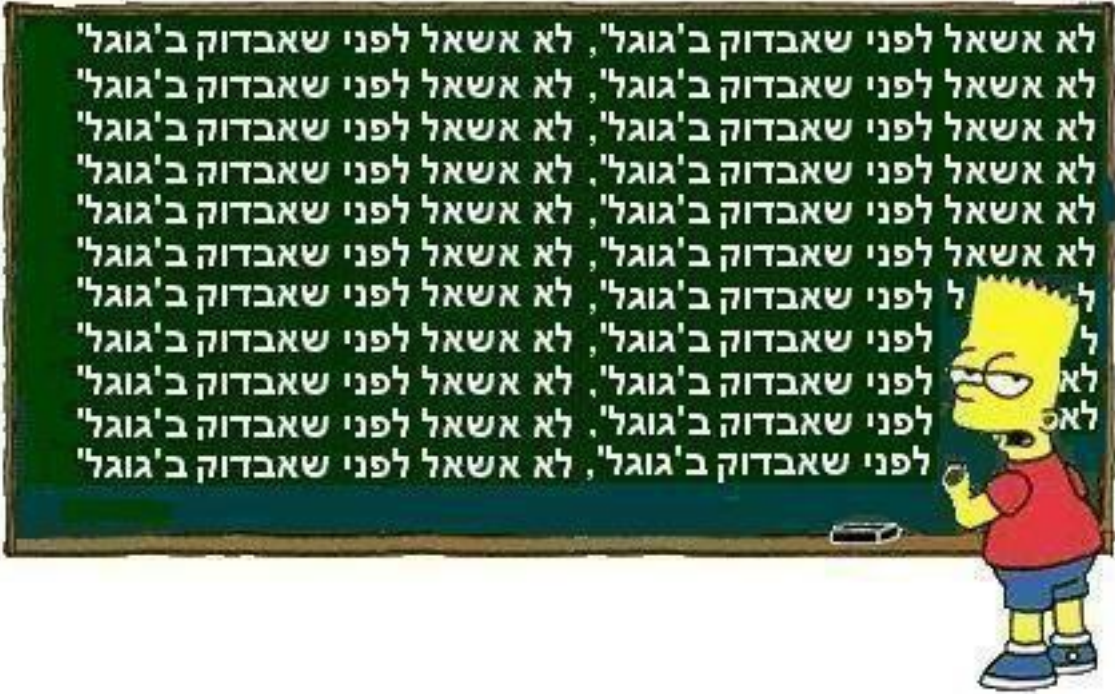 לא אשאל לפני שאבדוק ב'גוגל', לא אשאל לפני שאבדוק ב'גוגל'
לא אשאל לפני שאבדוק ב'גוגל', לא אשאל לפני שאבדוק ב'גוגל'
לא אשאל לפני שאבדוק ב'גוגל', לא אשאל לפני שאבדוק ב'גוגל'
לא אשאל לפני שאבדוק ב'גוגל', לא אשאל לפני שאבדוק ב'גוגל'
לא אשאל לפני שאבדוק ב'גוגל', לא אשאל לפני שאבדוק ב'גוגל'
לא אשאל לפני שאבדוק ב'גוגל', לא אשאל לפני שאבדוק ב'גוגל'
ל ל לפני שאבדוק ב'גוגל', לא אשאל לפני שאבדוק ב'גוגל'
ל לפני שאבדוק ב'גוגל', לא אשאל לפני שאבדוק ב'גוגל'
לא לפני שאבדוק ב'גוגל', לא אשאל לפני שאבדוק ב'גוגל'
לא לפני שאבדוק ב'גוגל', לא אשאל לפני שאבדוק ב'גוגל'
לפני שאבדוק ב'גוגל', לא אשאל לפני שאבדוק ב'גוגל'